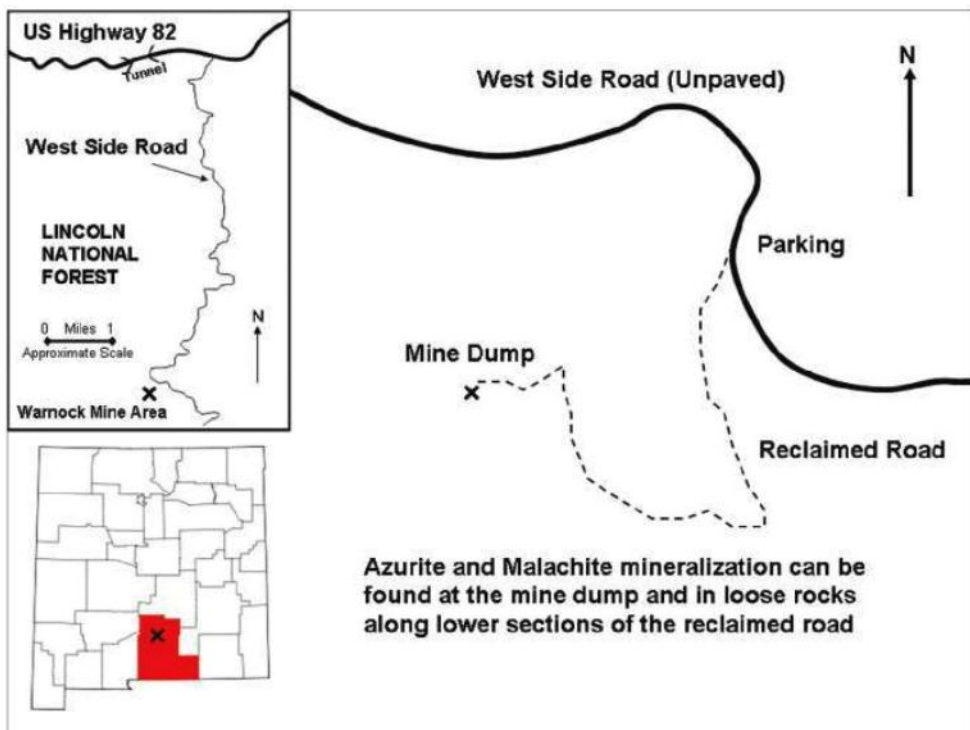 US Highway 82
Tunnel
West Side Road
LINCOLN
NATIONAL
FOREST
0 Miles 1
Approximate Scale
N
Warnock Mine Area
West Side Road (Unpaved)
N
Parking
Mine Dump
Reclaimed Road
Azurite and Malachite mineralization can be
found at the mine dump and in loose rocks
along lower sections of the reclaimed road